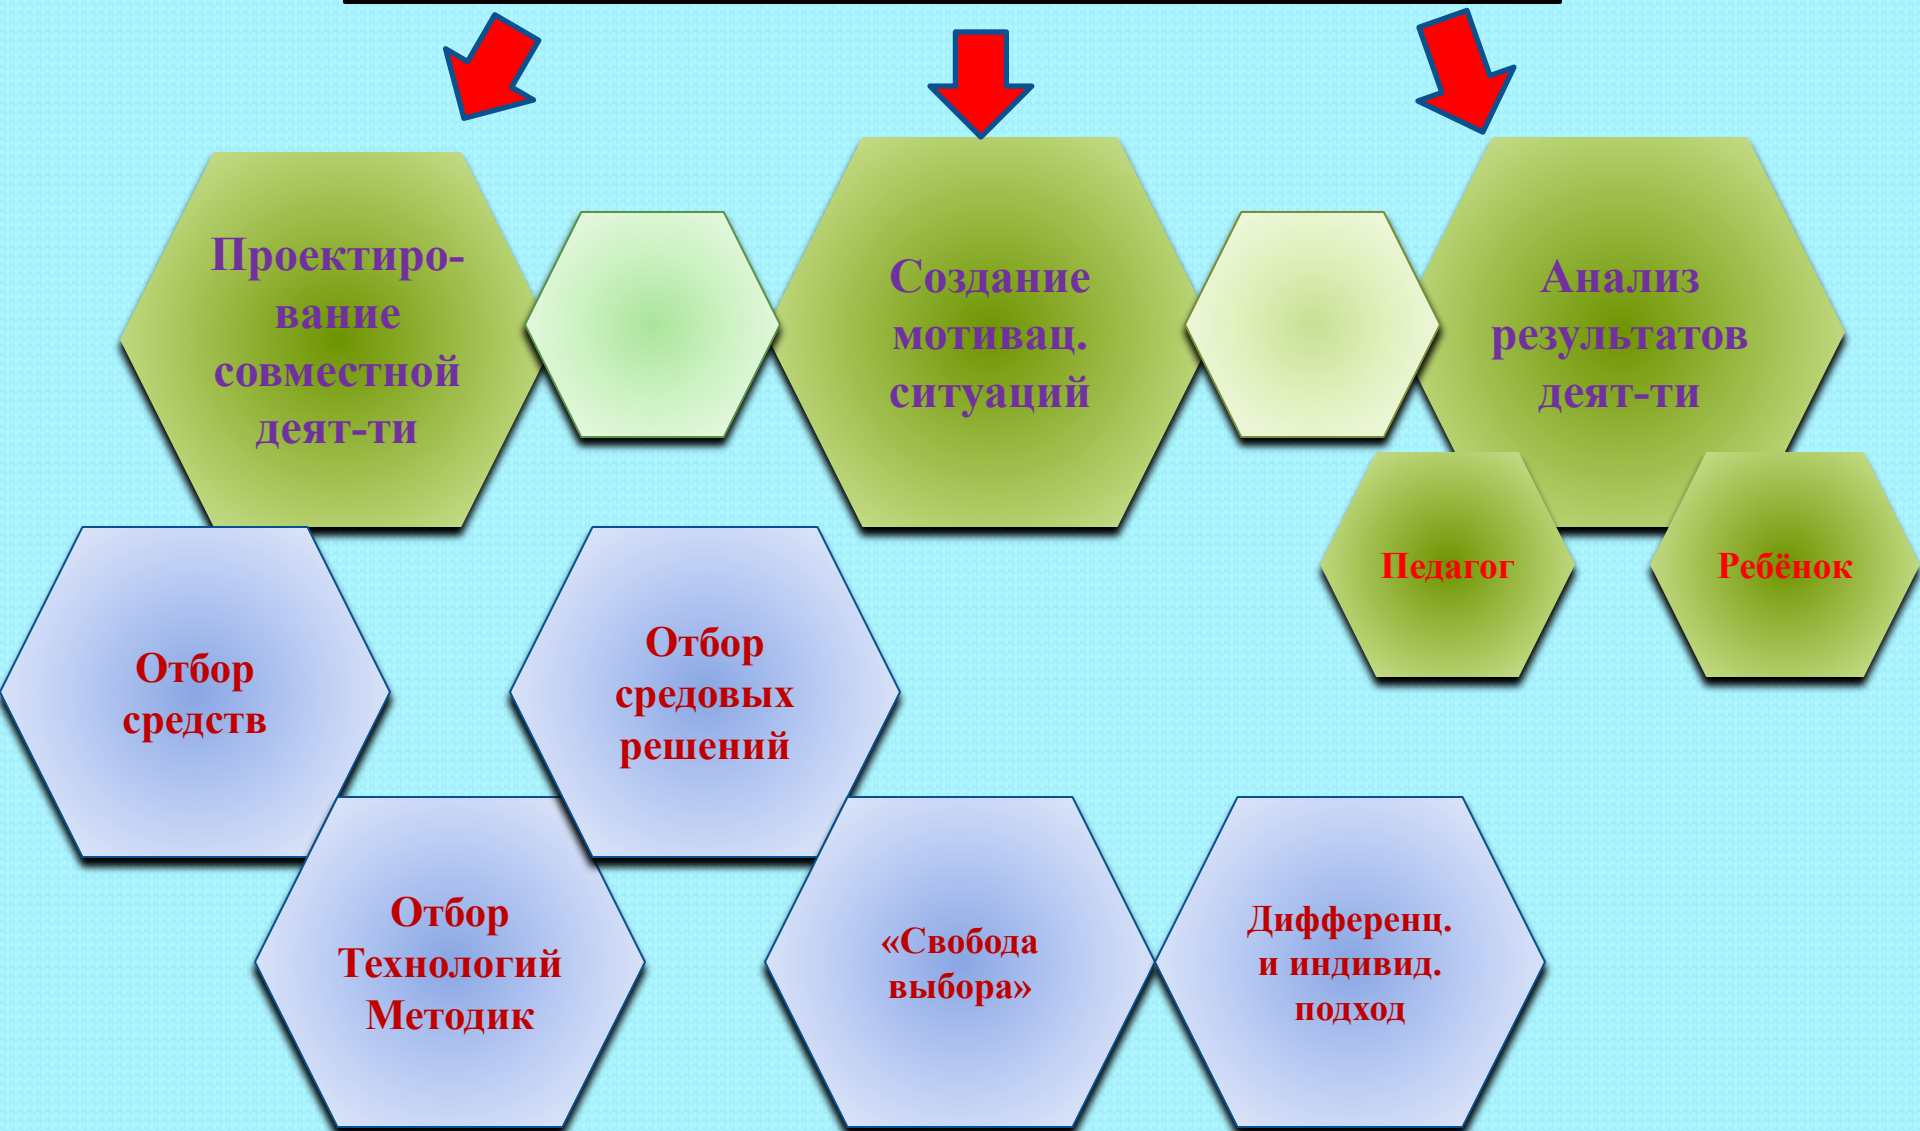 Проектиро-
вание
совместной
деят-ти
Создание
мотивац.
ситуаций
Анализ
результатов
деят-ти
Педагог
Ребёнок
Отбор
средств
Отбор
средовых
решений
Отбор
Технологий
Методик
«Свобода
выбора»
Дифференц.
и индивид.
подход